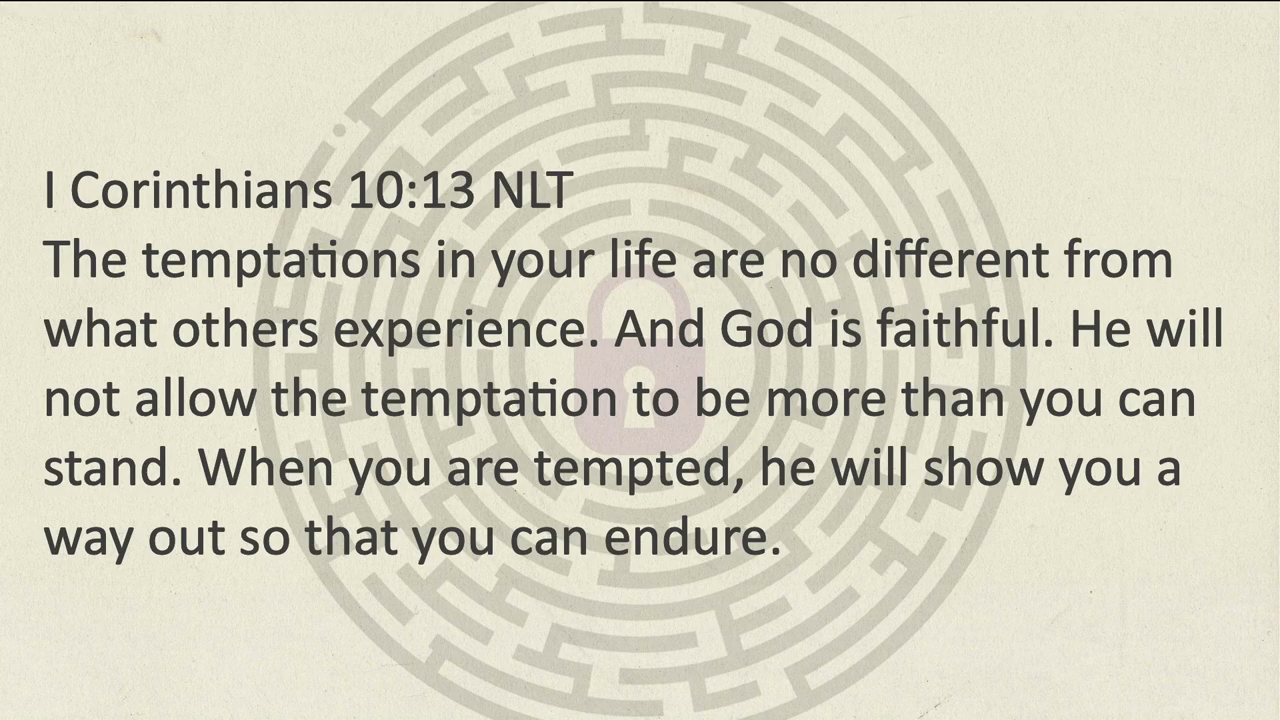 I Corinthians 10:13 NLT
The temptations in your life are no different from
what others experience. And God is faithful. He will
not allow the temptation to be more than you can
stand. When you are tempted, he will show you a
way out so that you can endure.